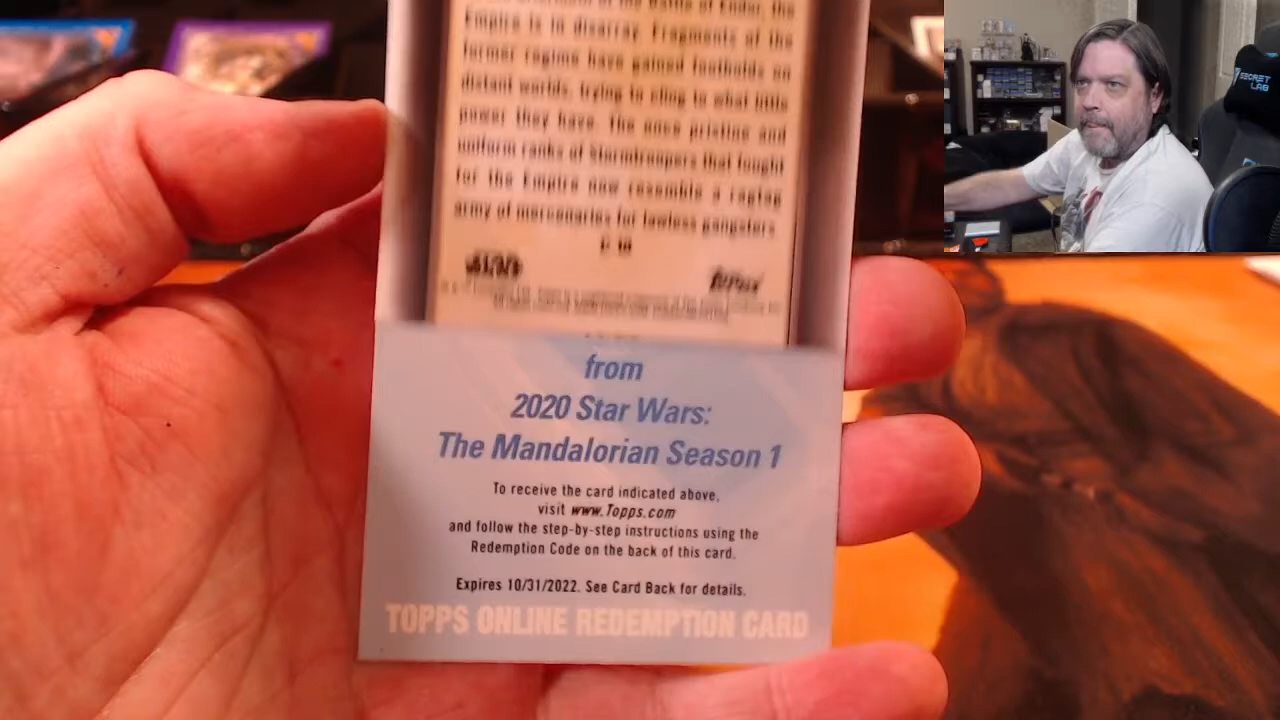 Empire is in disarray. Fragments of the
former regime have gained footholds on
distant worlds, trying to cling to what little
power they have. The once pristine and
uniform ranks of Stormtroopers that fought
for the Empire now resemble a ragtag
army of mercenaries for lawless gangsters
topps
from
2020 Star Wars:
The Mandalorian Season 1
To receive the card indicated above,
visit www.Topps.com
and follow the step-by-step instructions using the
Redemption Code on the back of this card.
Expires 10/31/2022. See Card Back for details.
TOPPS ONLINE REDEMPTION CARD
SECRET
LAB